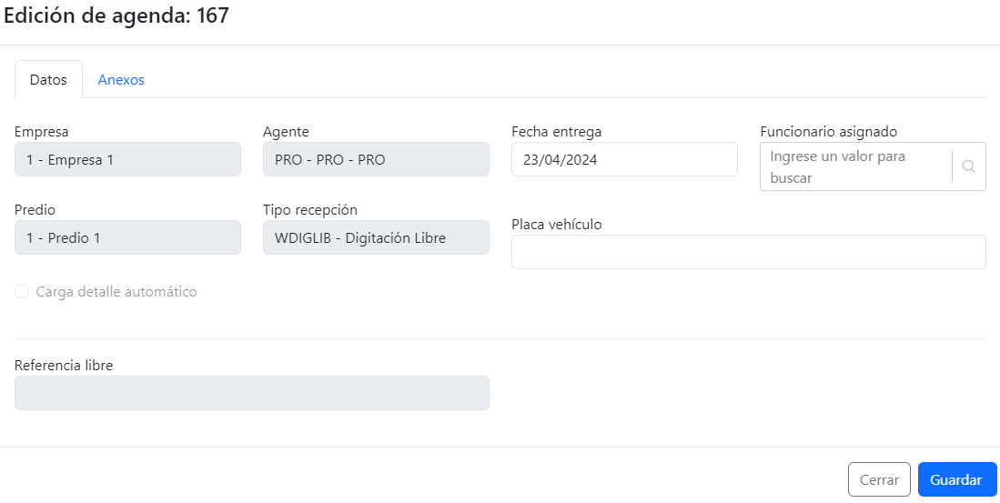 Edición de agenda: 167
Datos
Anexos
Empresa
Agente
Fecha entrega
Funcionario asignado
1 - Empresa 1
PRO - PRO - PRO
23/04/2024
Ingrese un valor para
buscar
Predio
Tipo recepción
Placa vehículo
1 - Predio 1
WDIGLIB - Digitación Libre
Carga detalle automático
Referencia libre
Cerrar
Guardar